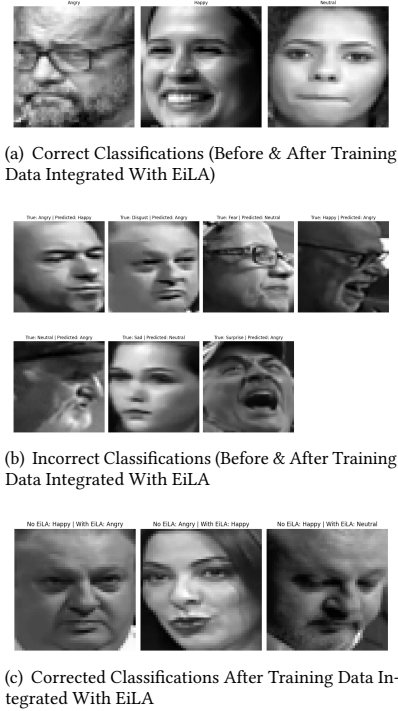 Angry Happy Neutral
(a) Correct Classifications (Before & After Training
Data Integrated With EiLA)
True: Angry | Predicted: Happy True: Disgust | Predicted: Angry True: Fear | Predicted: Neutral True: Happy | Predicted: Angry
True: Neutral | Predicted: Angry True: Sad | Predicted: Neutral True: Surprise | Predicted: Angry
(b) Incorrect Classifications (Before & After Training
Data Integrated With EiLA
No EiLA: Happy | With EiLA: Angry No EiLA: Angry | With EiLA: Happy No EiLA: Happy | With EiLA: Neutral
(c) Corrected Classifications After Training Data In-
tegrated With EiLA